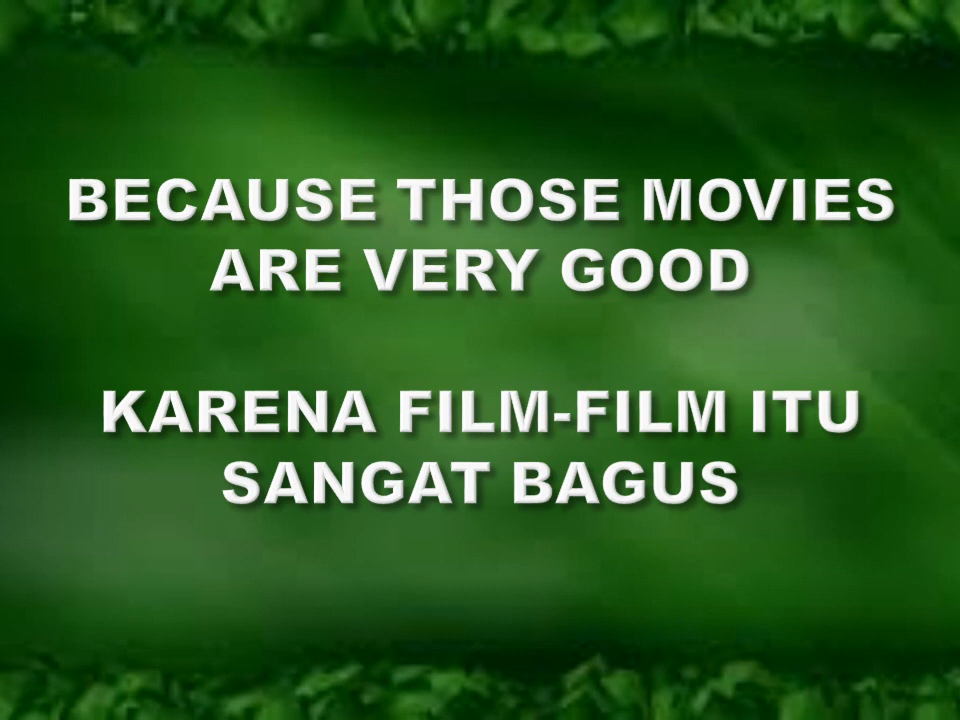 BECAUSE THOSE MOVIES
ARE VERY GOOD
KARENA FILM-FILM ITU
SANGAT BAGUS